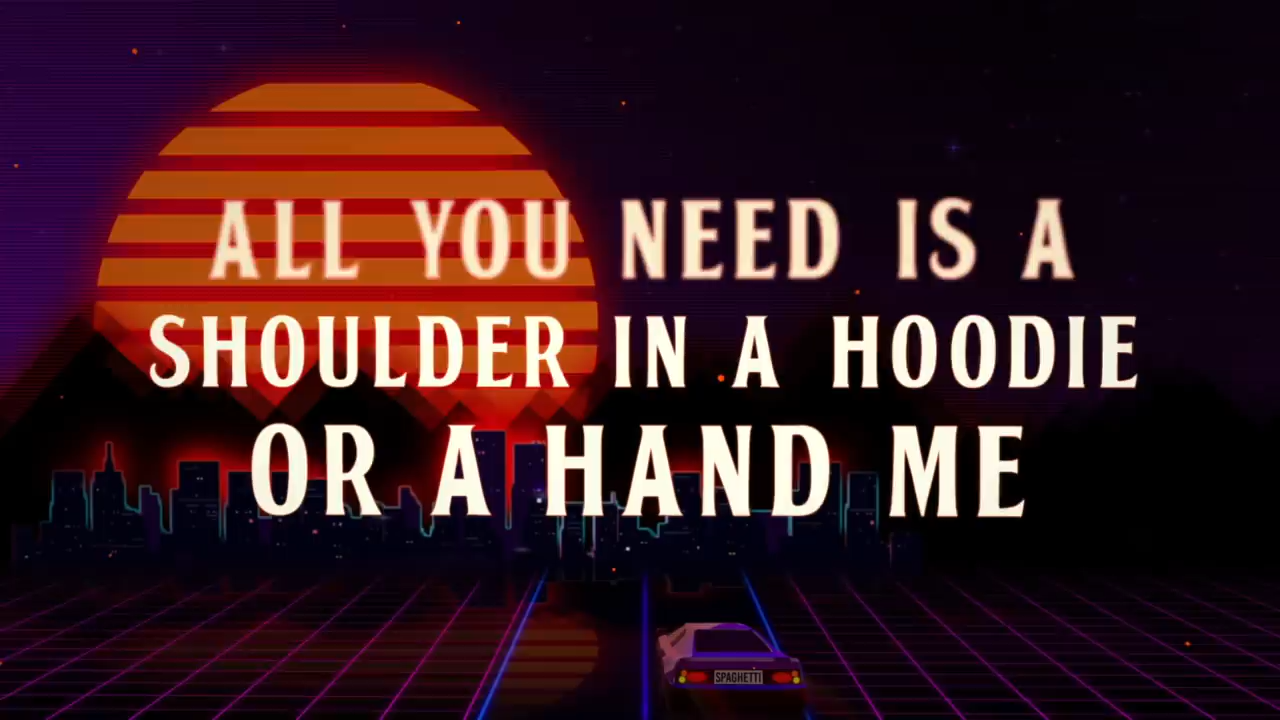 ALL YOU NEED IS A
SHOULDER IN A HOODIE
OR A HAND ME
SPAGHETTI